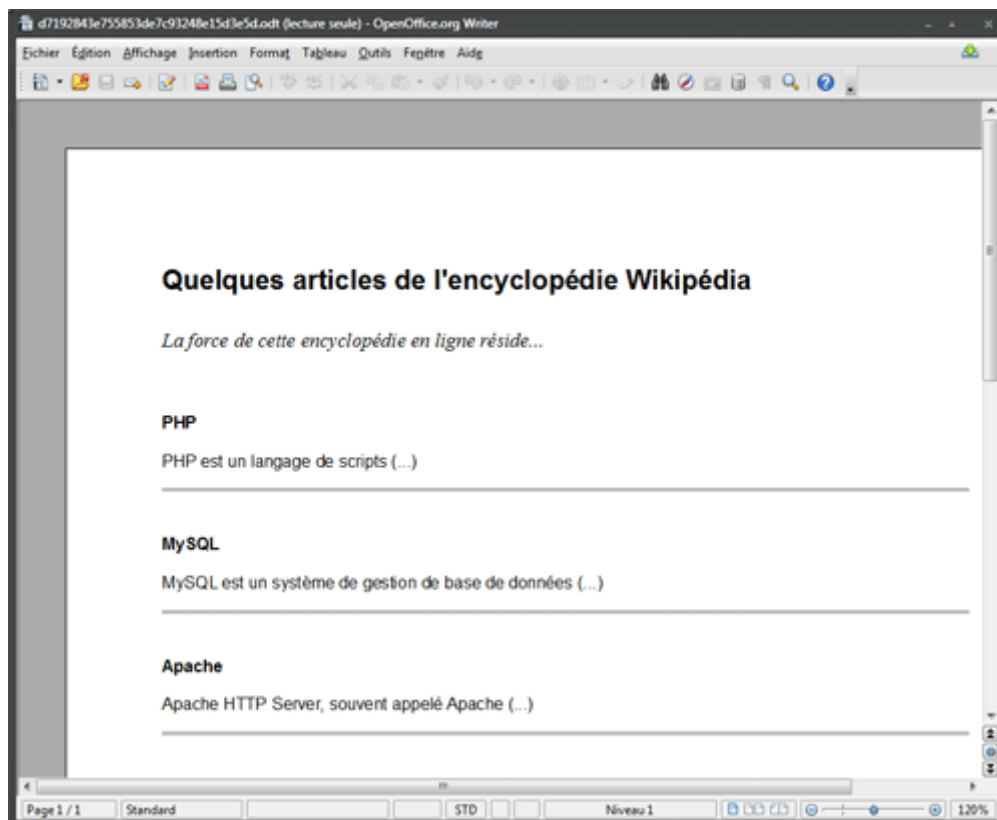 d7192843e755853de7c93248e15d3e5d.odt (lecture seule) - OpenOffice.org Writer
Fichier Édition Affichage Insertion Format Tableau Outils Fenêtre Aide
Quelques articles de l'encyclopédie Wikipédia
La force de cette encyclopédie en ligne réside...
PHP
PHP est un langage de scripts (...)
MySQL
MySQL est un système de gestion de base de données (...)
Apache
Apache HTTP Server, souvent appelé Apache (...)
Page 1 / 1 Standard STD Niveau 1 120%